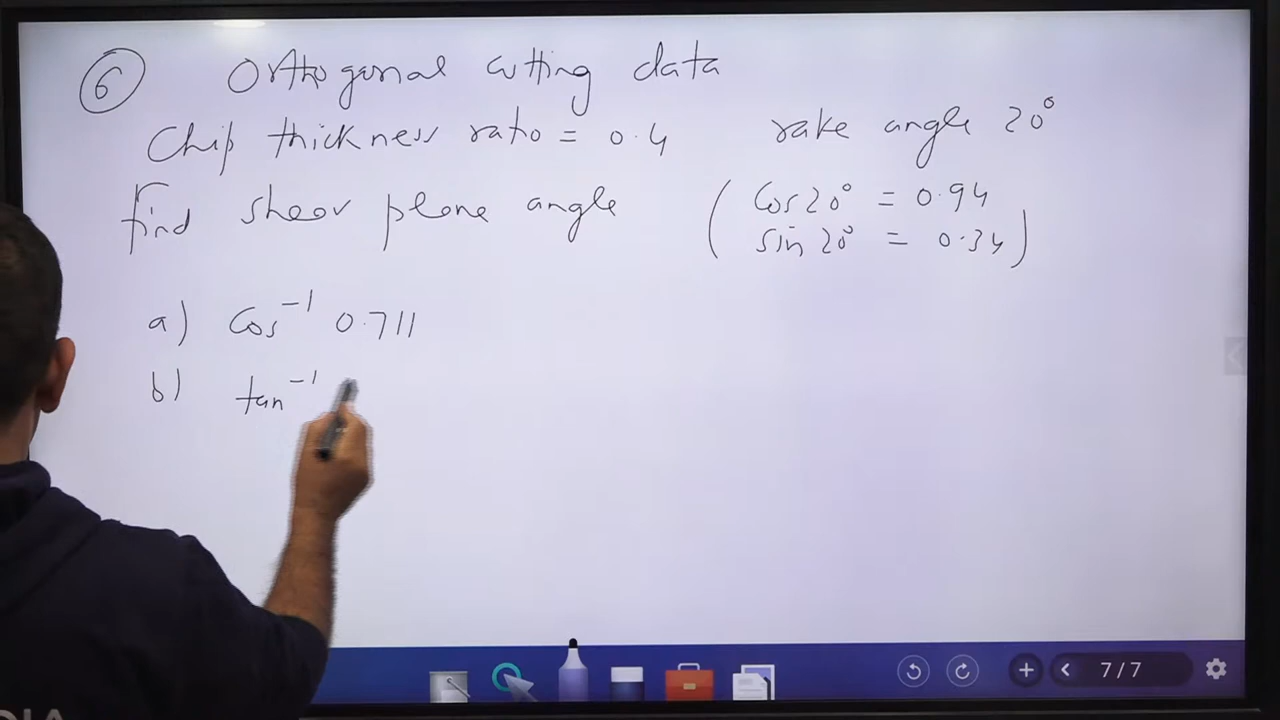 6 Orthogonal cutting data
Chip thickness ratio = 0.4 rake angle 20°
Find shear plane angle ( cos 20° = 0.94
sin 20° = 0.34 )
a) cos⁻¹ 0.711
b) tan⁻¹
7/7
DIA